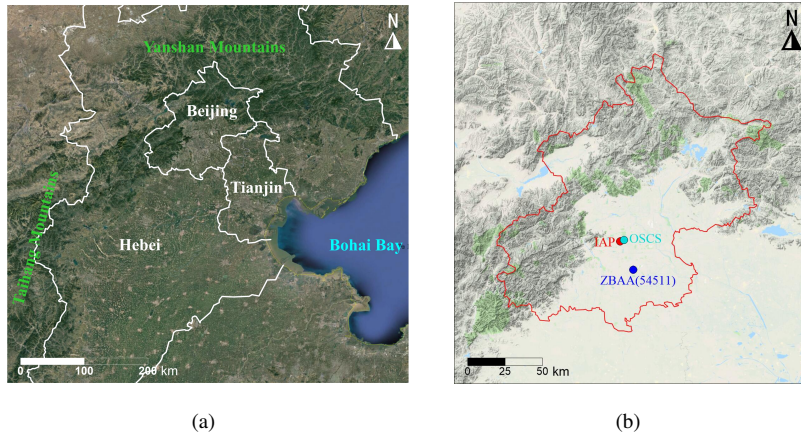 N
Yanshan Mountains
Beijing
Tianjin
Taihang Mountains
Hebei
Bohai Bay
0 100 200 km
(a)
N
IAP OSCS
ZBAA(54511)
0 25 50 km
(b)